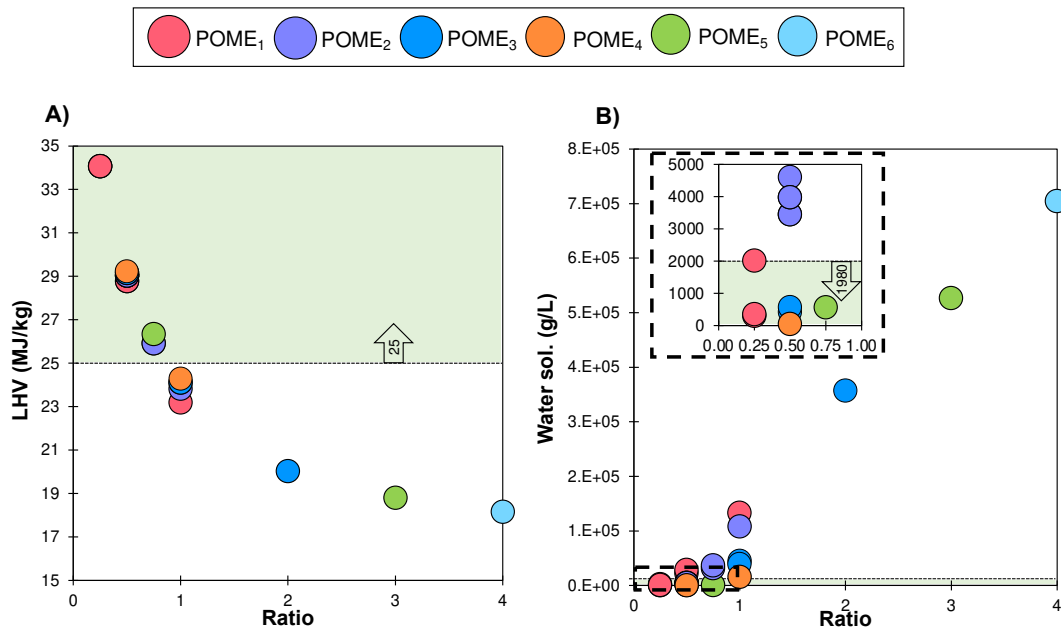 POME₁ POME₂ POME₃ POME₄ POME₅ POME₆
A)
LHV (MJ/kg)
35
33
31
29
27
25
23
21
19
17
15
25
0 1 2 3 4
Ratio
B)
Water sol. (g/L)
8.E+05
7.E+05
6.E+05
5.E+05
4.E+05
3.E+05
2.E+05
1.E+05
0.E+00
5000
4000
3000
2000
1000
0
1980
0.00 0.25 0.50 0.75 1.00
0 1 2 3 4
Ratio